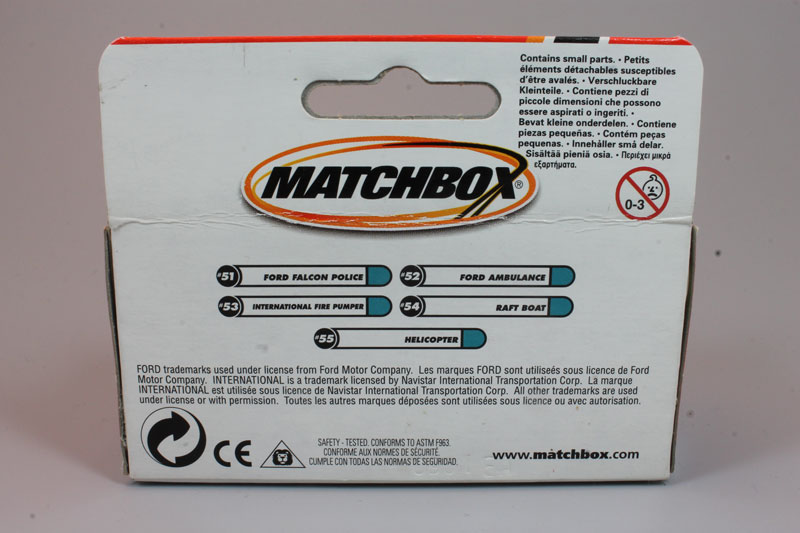 Contains small parts. • Petits
éléments détachables susceptibles
d'être avalés. • Verschluckbare
Kleinteile. • Contiene pezzi di
piccole dimensioni che possono
essere aspirati o ingeriti. •
Bevat kleine onderdelen. • Contiene
piezas pequeñas. • Contém peças
pequenas. • Innehåller små delar.
Sisältää pieniä osia. • Περιέχει μικρά
εξαρτήματα.
MATCHBOX®
0-3
#51 FORD FALCON POLICE
#52 FORD AMBULANCE
#53 INTERNATIONAL FIRE PUMPER
#54 RAFT BOAT
#55 HELICOPTER
FORD trademarks used under license from Ford Motor Company. Les marques FORD sont utiliseés sous licence de Ford
Motor Company. INTERNATIONAL is a trademark licensed by Navistar International Transportation Corp. La marque
INTERNATIONAL est utilisée sous licence de Navistar International Transportation Corp. All other trademarks are used
under license or with permission. Toutes les autres marques déposées sont utilisées sous licence ou avec autorisation.
CE
SAFETY - TESTED. CONFORMS TO ASTM F963.
CONFORME AUX NORMES DE SÉCURITÉ.
CUMPLE CON TODAS LAS NORMAS DE SEGURIDAD.
www.matchbox.com